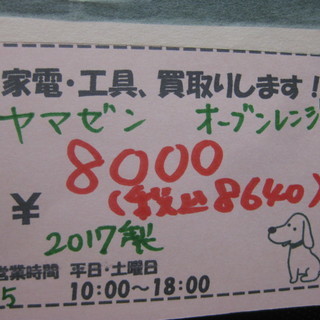 家電・工具、買取りします!
ヤマゼン オーブンレンジ
¥ 8000
(税込8640)
2017製
営業時間 平日・土曜日
5 10:00～18:00